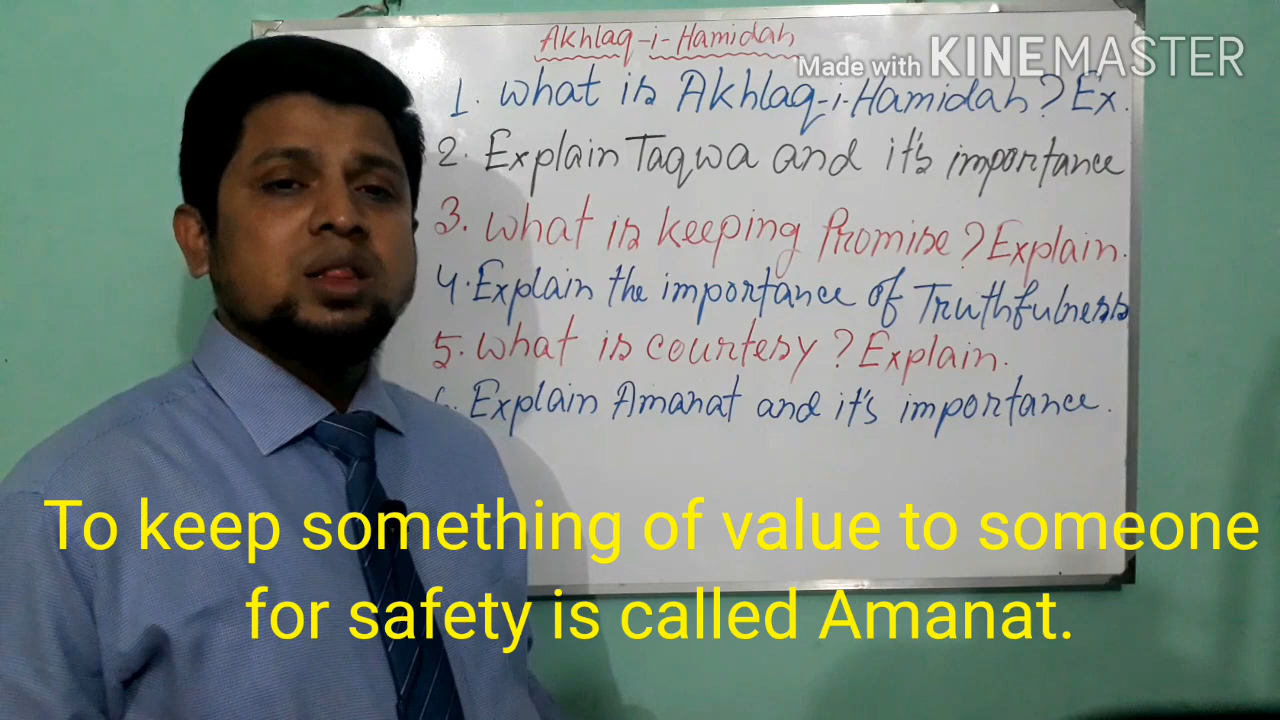 Akhlaq-i-Hamidah
Made with KINEMASTER
1. What is Akhlaq-i-Hamidah? Ex.
2. Explain Taqwa and it's importance
3. What is keeping Promise? Explain.
4. Explain the importance of Truthfulness
5. What is courtesy? Explain.
6. Explain Amanat and it's importance.
To keep something of value to someone
for safety is called Amanat.